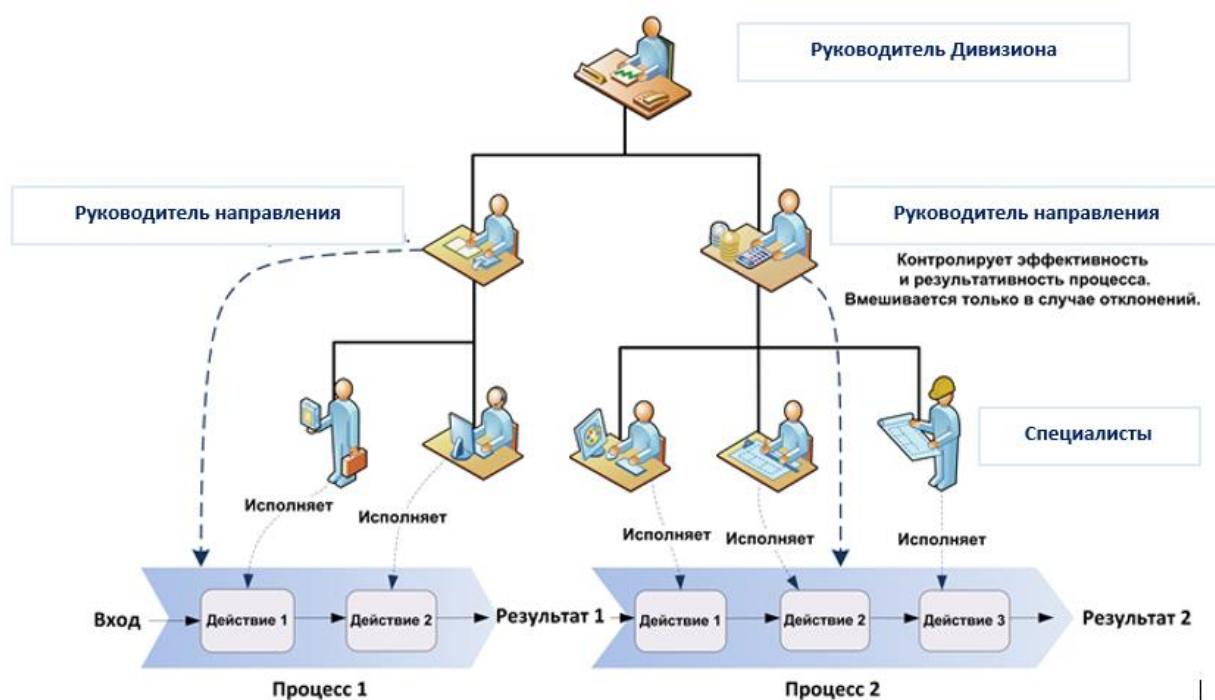 Руководитель Дивизиона
Руководитель направления
Руководитель направления
Контролирует эффективность
и результативность процесса.
Вмешивается только в случае отклонений.
Специалисты
Исполняет
Исполняет
Исполняет
Исполняет
Исполняет
Вход
Действие 1
Действие 2
Результат 1
Действие 1
Действие 2
Действие 3
Результат 2
Процесс 1
Процесс 2